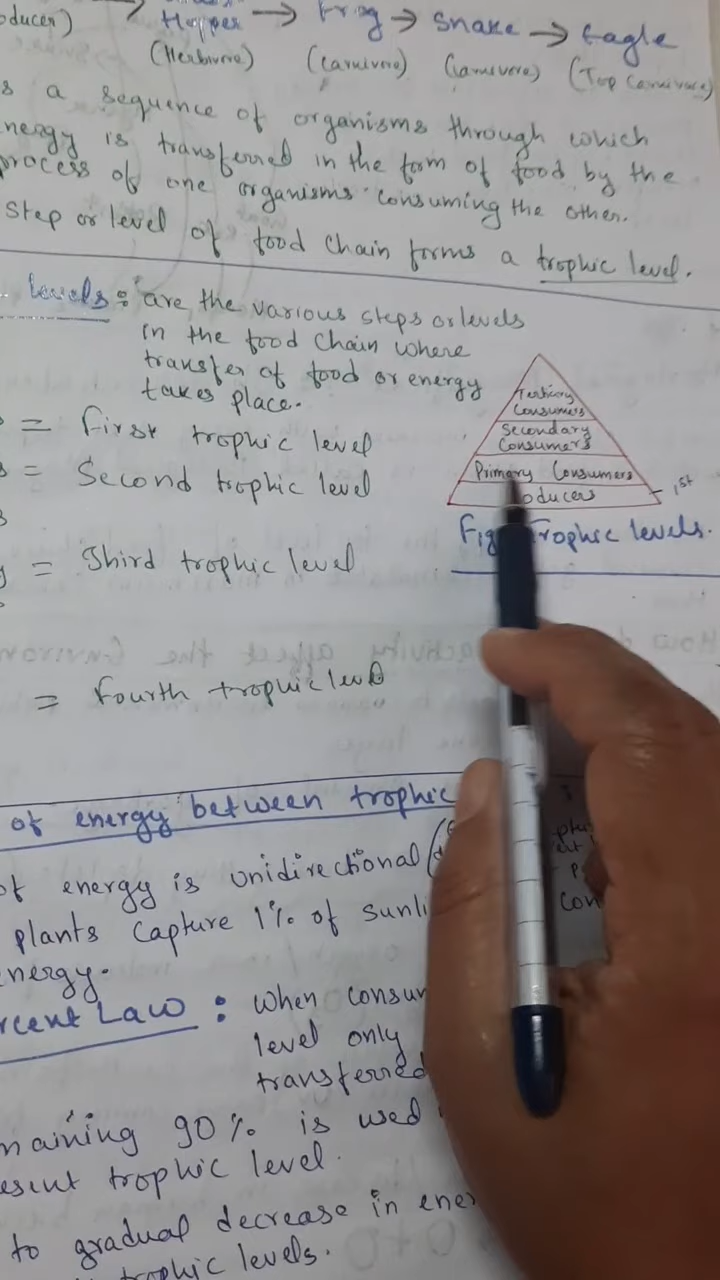 oducer) → Hopper → Frog → Snake → Eagle
(Herbivore) (Carnivore) (Carnivore) (Top Carnivore)
s a sequence of organisms through which
nergy is transferred in the form of food by the
rocess of one organisms consuming the other.
Step or level of food chain forms a trophic level.
levels: are the various steps or levels
in the food chain where
transfer of food or energy
takes place.
s = First trophic level
s = Second trophic level
= Third trophic level
= Fourth trophic level
Tertiary
Consumers
Secondary
Consumers
Primary Consumers
oducers
1st
Fig Trophic levels.
of energy between trophic
of energy is unidirectional
plants capture 1% of sunli
nergy.
rcent Law : when consu
level only
transferred
maining 90% is used
esent trophic level.
to gradual decrease in ene
trophic levels.